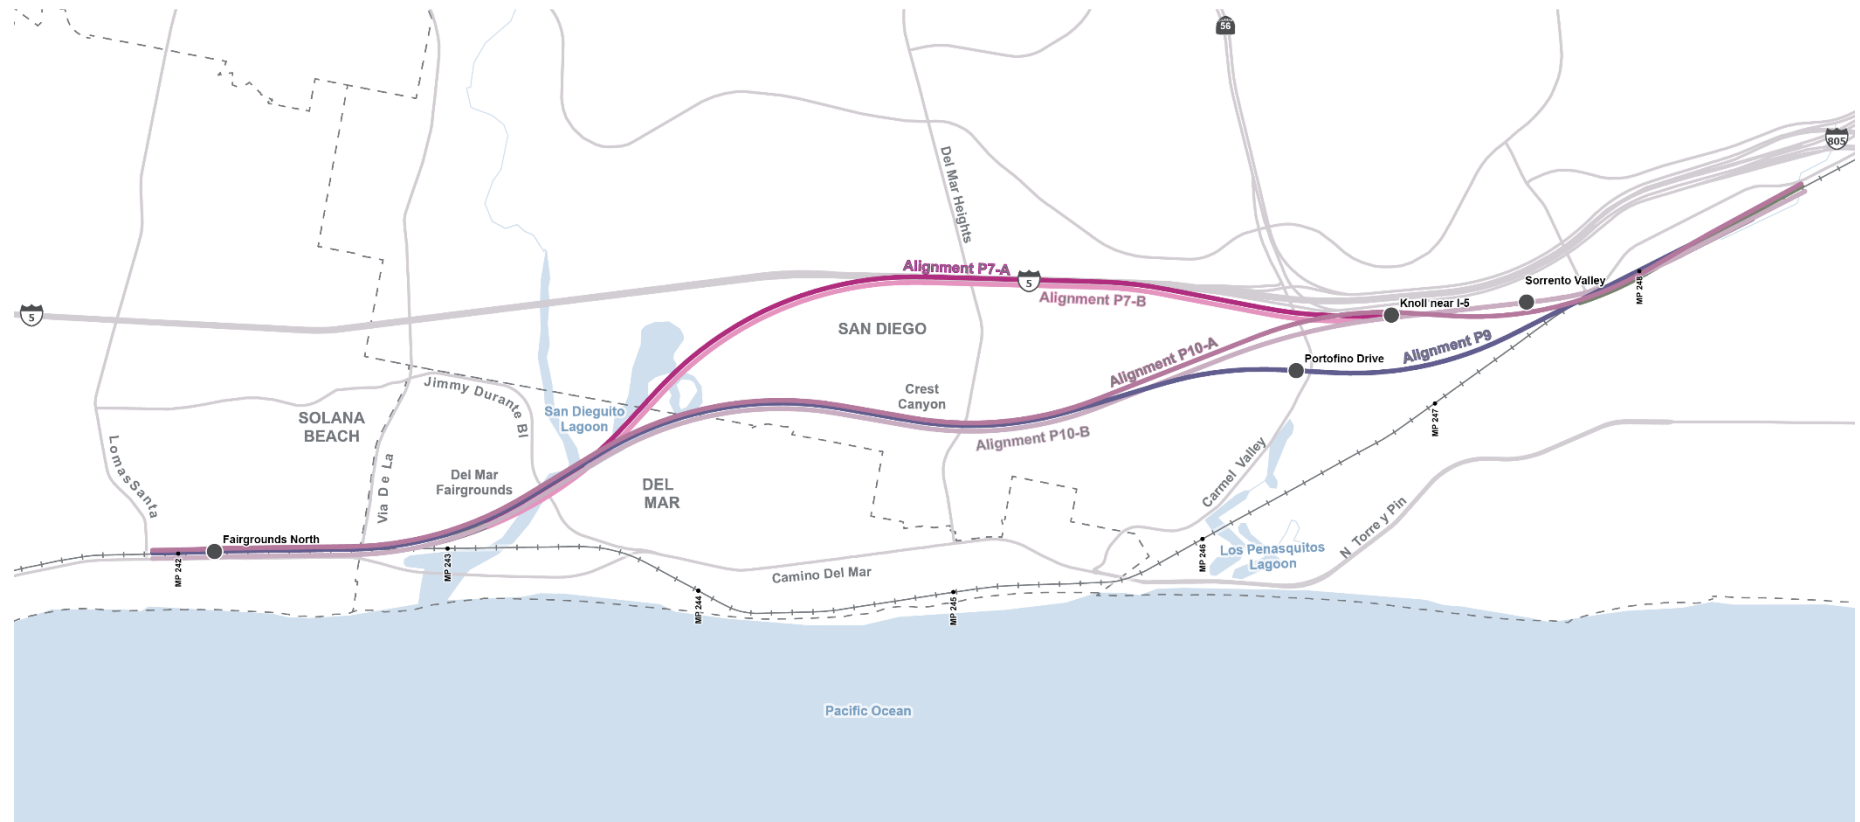 56
805
Del Mar Heights
Alignment P7-A
5
Alignment P7-B
Sorrento Valley
MP 248
Knoll near I-5
5
SAN DIEGO
Alignment P10-A
Portofino Drive
Alignment P9
Jimmy Durante Bl
Crest
Canyon
San Dieguito
Lagoon
SOLANA
BEACH
Alignment P10-B
MP 247
LomasSanta
Via De La
Del Mar
Fairgrounds
DEL
MAR
Carmel Valley
N Torrey Pin
Fairgrounds North
MP 242
MP 243
MP 246
Los Penasquitos
Lagoon
Camino Del Mar
MP 244
MP 245
Pacific Ocean